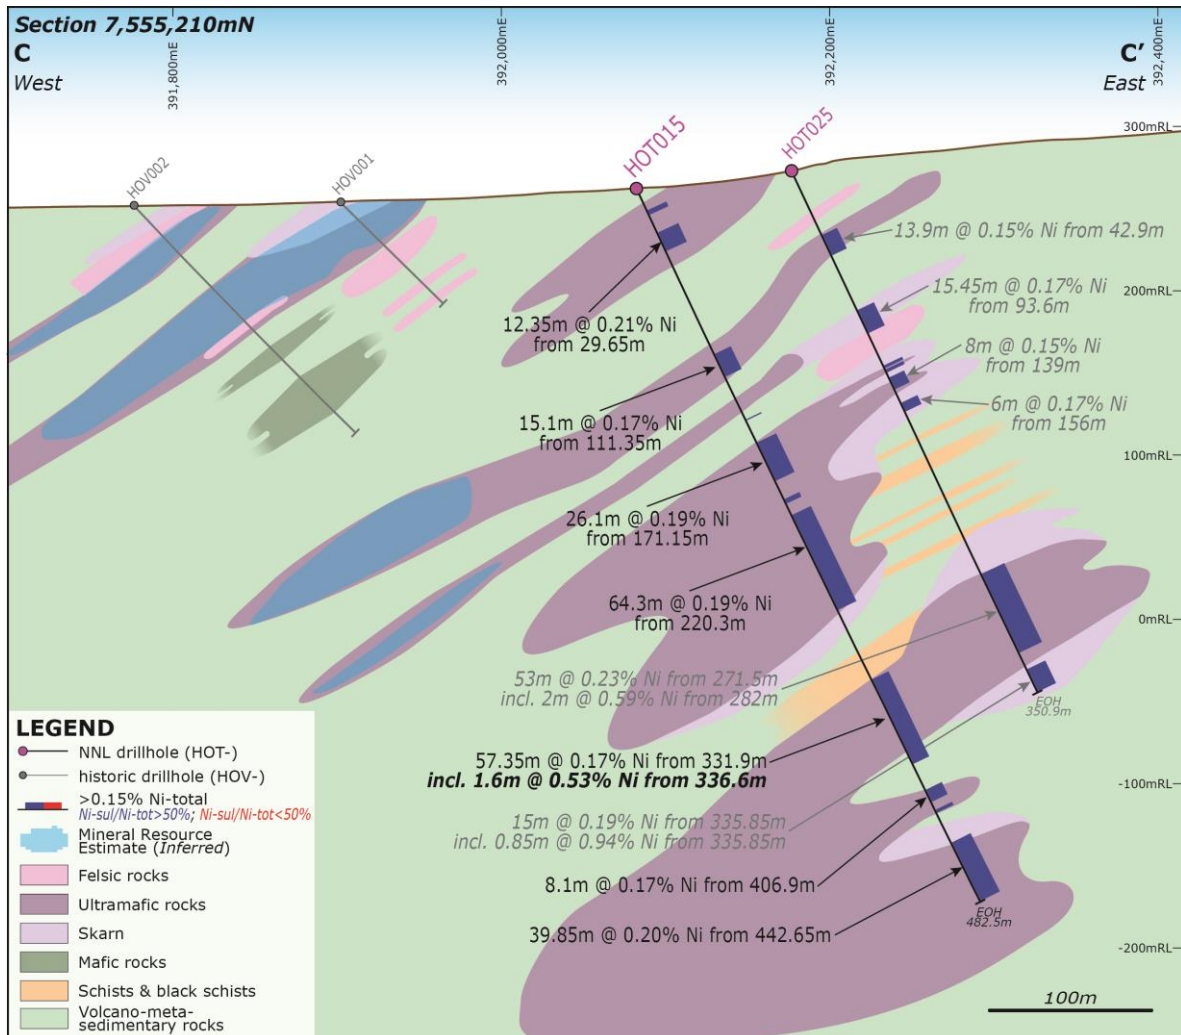 Section 7,555,210mN
C
West
391,800mE
392,000mE
392,200mE
392,400mE
C'
East
300mRL
200mRL
100mRL
0mRL
-100mRL
-200mRL
HOV002
HOV001
HOT015
HOT025
13.9m @ 0.15% Ni from 42.9m
15.45m @ 0.17% Ni
from 93.6m
8m @ 0.15% Ni
from 139m
6m @ 0.17% Ni
from 156m
12.35m @ 0.21% Ni
from 29.65m
15.1m @ 0.17% Ni
from 111.35m
26.1m @ 0.19% Ni
from 171.15m
64.3m @ 0.19% Ni
from 220.3m
53m @ 0.23% Ni from 271.5m
incl. 2m @ 0.59% Ni from 282m
EOH
350.9m
57.35m @ 0.17% Ni from 331.9m
incl. 1.6m @ 0.53% Ni from 336.6m
15m @ 0.19% Ni from 335.85m
incl. 0.85m @ 0.94% Ni from 335.85m
8.1m @ 0.17% Ni from 406.9m
39.85m @ 0.20% Ni from 442.65m
EOH
482.5m
LEGEND
NNL drillhole (HOT-)
historic drillhole (HOV-)
>0.15% Ni-total
Ni-sul/Ni-tot>50%; Ni-sul/Ni-tot<50%
Mineral Resource
Estimate (Inferred)
Felsic rocks
Ultramafic rocks
Skarn
Mafic rocks
Schists & black schists
Volcano-meta-
sedimentary rocks
100m